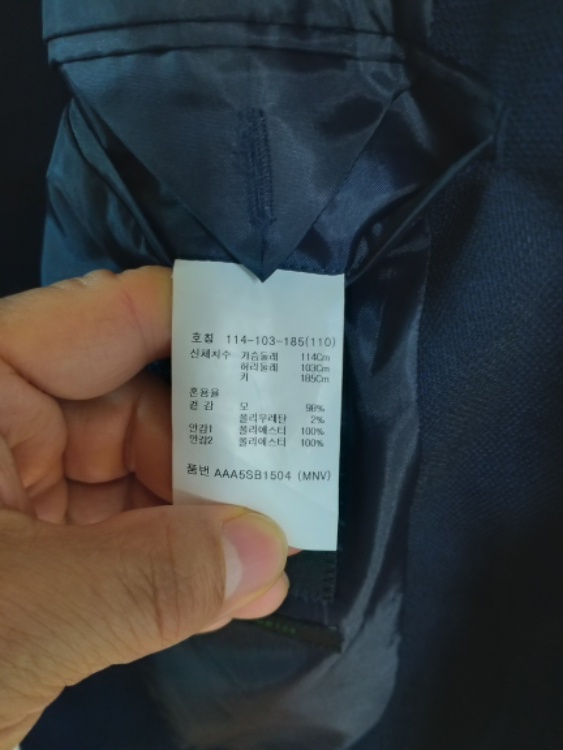 호칭 114-103-185(110)
신체치수 가슴둘레 114Cm
허리둘레 103Cm
키 185Cm
혼용율
겉 감 모 98%
폴리우레탄 2%
안감1 폴리에스터 100%
안감2 폴리에스터 100%
품번 AAA5SB1504 (MNV)